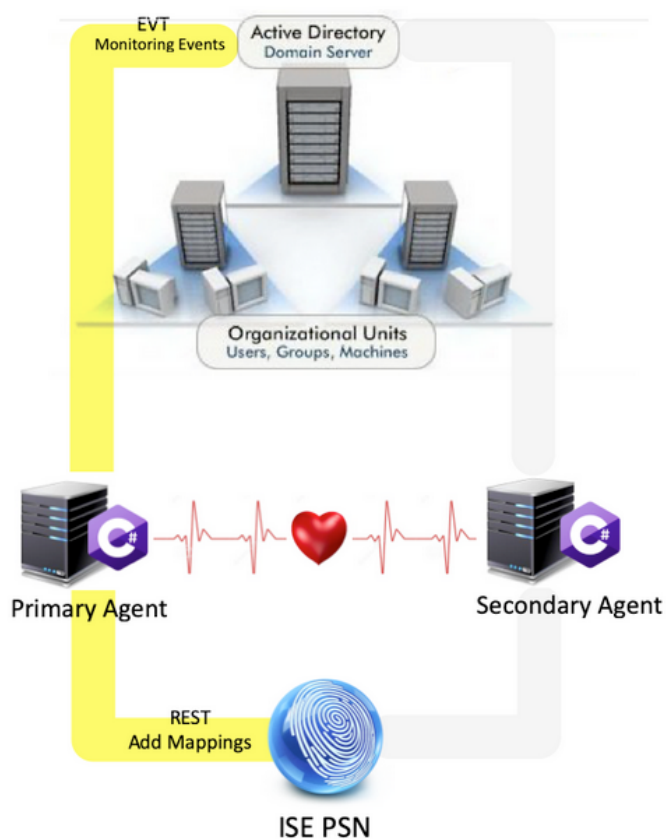 EVT
Monitoring Events
Active Directory
Domain Server
Organizational Units
Users, Groups, Machines
C#
C#
Primary Agent
Secondary Agent
REST
Add Mappings
ISE PSN